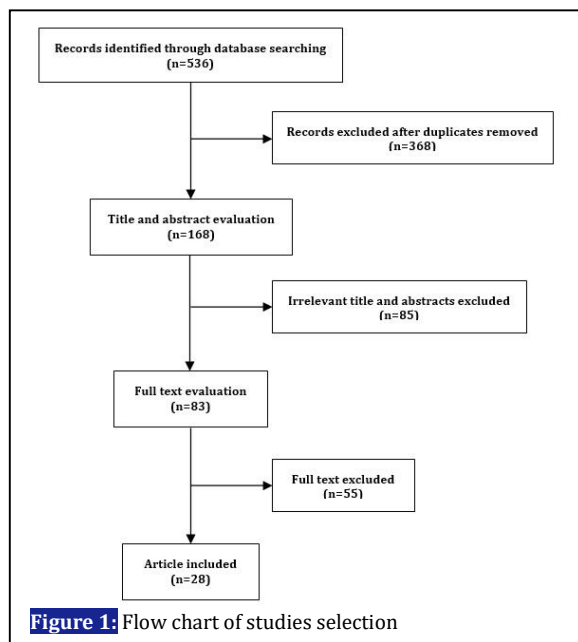 Records identified through database searching
(n=536)
Records excluded after duplicates removed
(n=368)
Title and abstract evaluation
(n=168)
Irrelevant title and abstracts excluded
(n=85)
Full text evaluation
(n=83)
Full text excluded
(n=55)
Article included
(n=28)
Figure 1: Flow chart of studies selection